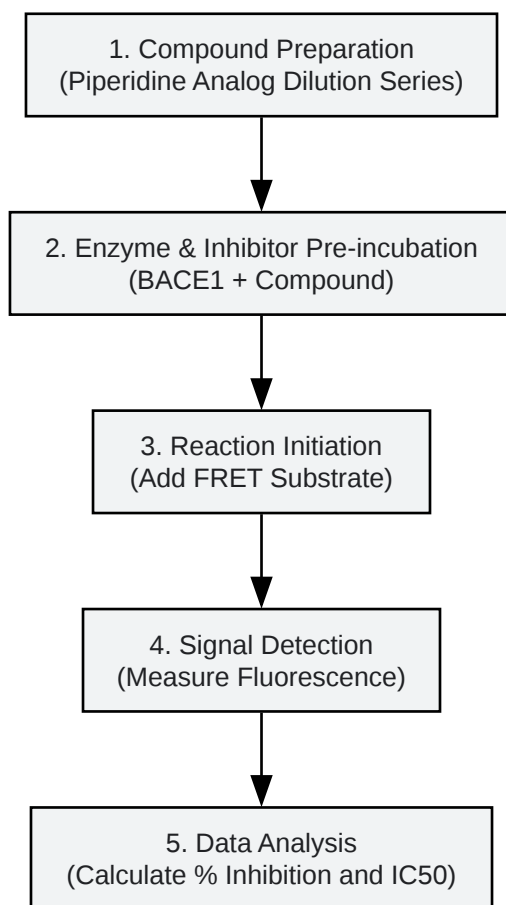 1. Compound Preparation
(Piperidine Analog Dilution Series)
2. Enzyme & Inhibitor Pre-incubation
(BACE1 + Compound)
3. Reaction Initiation
(Add FRET Substrate)
4. Signal Detection
(Measure Fluorescence)
5. Data Analysis
(Calculate % Inhibition and IC50)